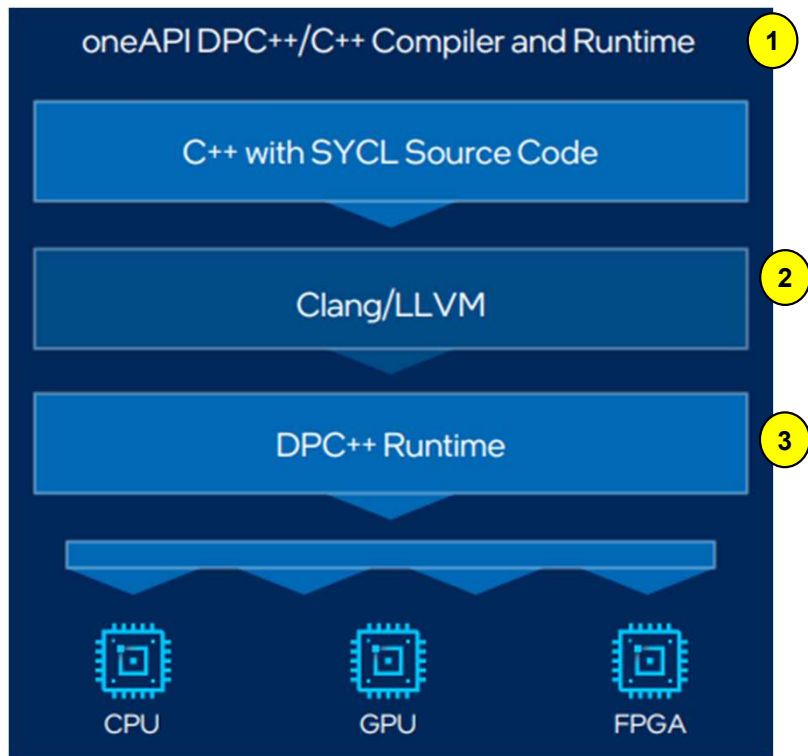 oneAPI DPC++/C++ Compiler and Runtime
1
C++ with SYCL Source Code
Clang/LLVM
2
DPC++ Runtime
3
CPU
GPU
FPGA